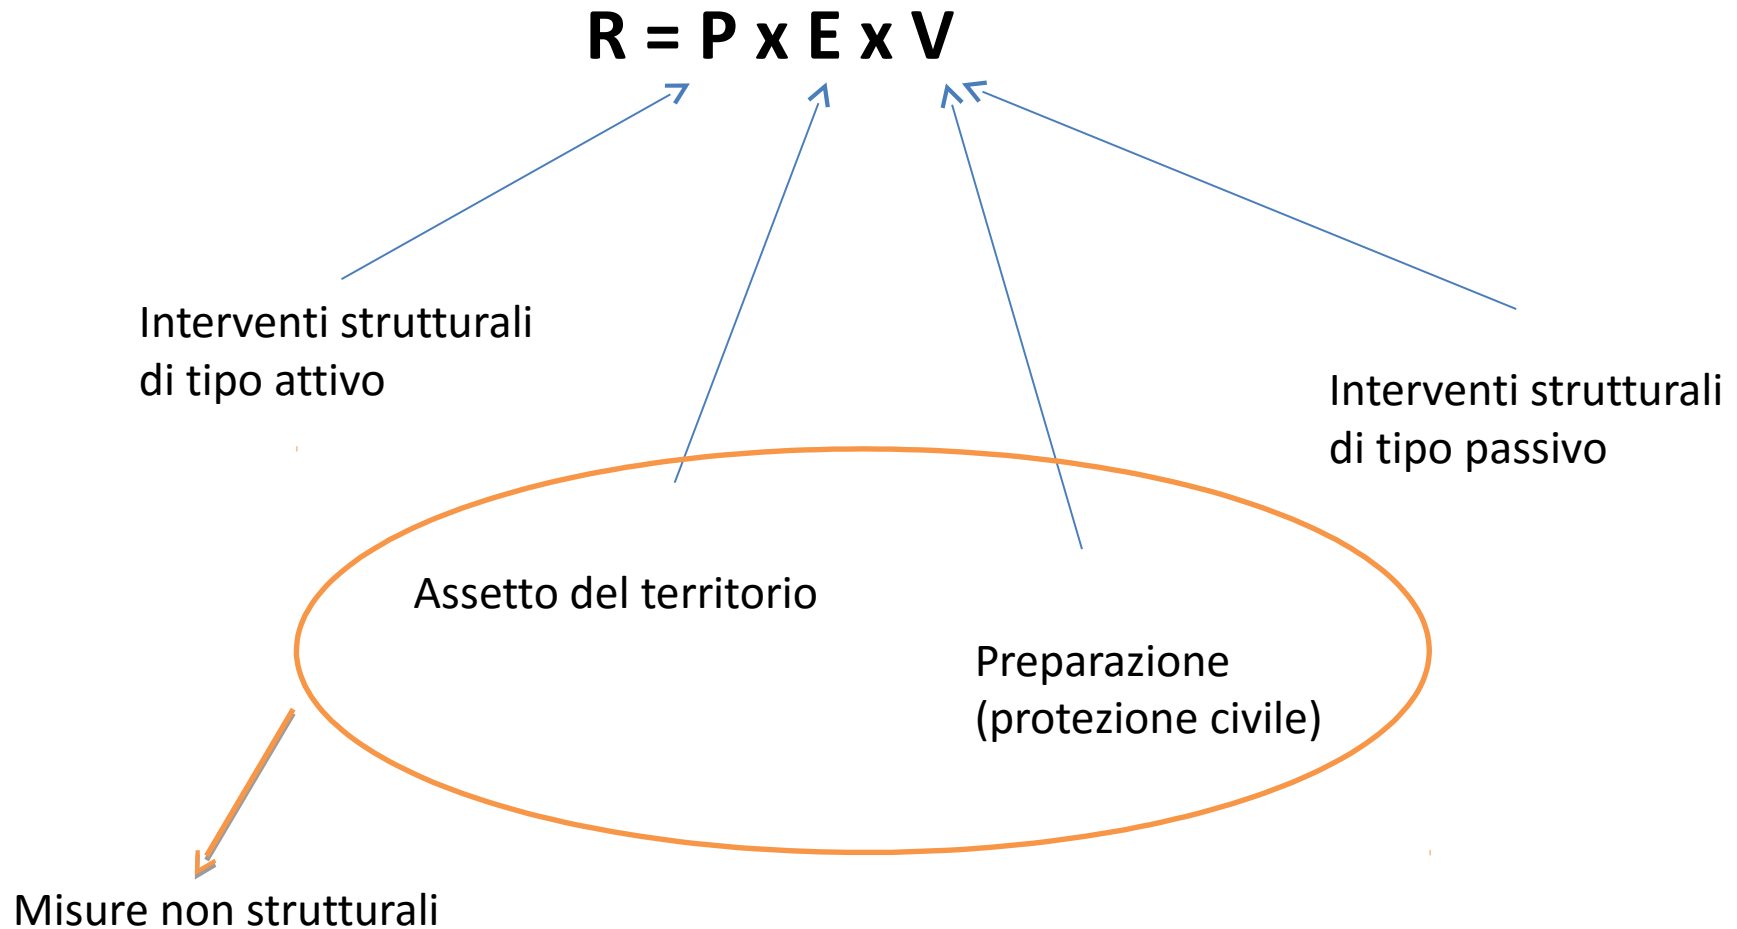 R = P x E x V
Interventi strutturali
di tipo attivo
Interventi strutturali
di tipo passivo
Assetto del territorio
Preparazione
(protezione civile)
Misure non strutturali